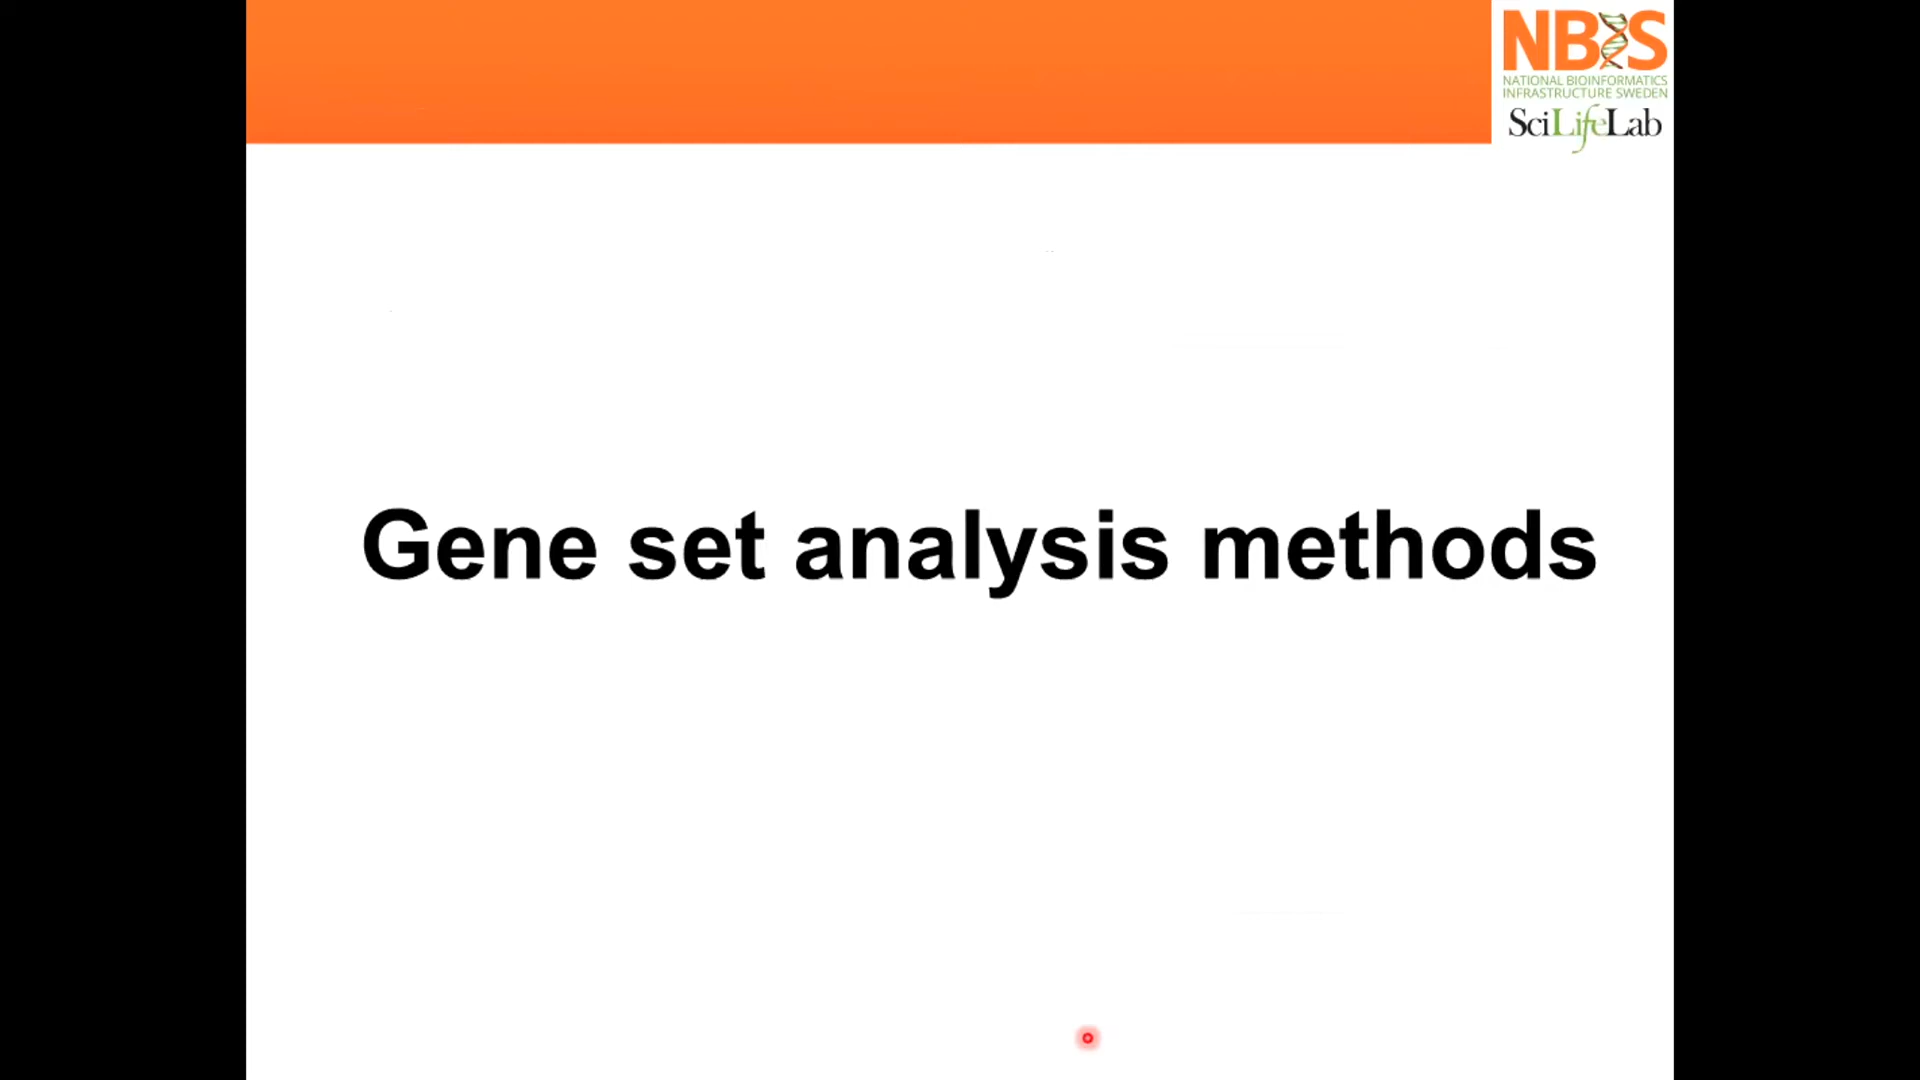 NBIS
NATIONAL BIOINFORMATICS
INFRASTRUCTURE SWEDEN
SciLifeLab
Gene set analysis methods